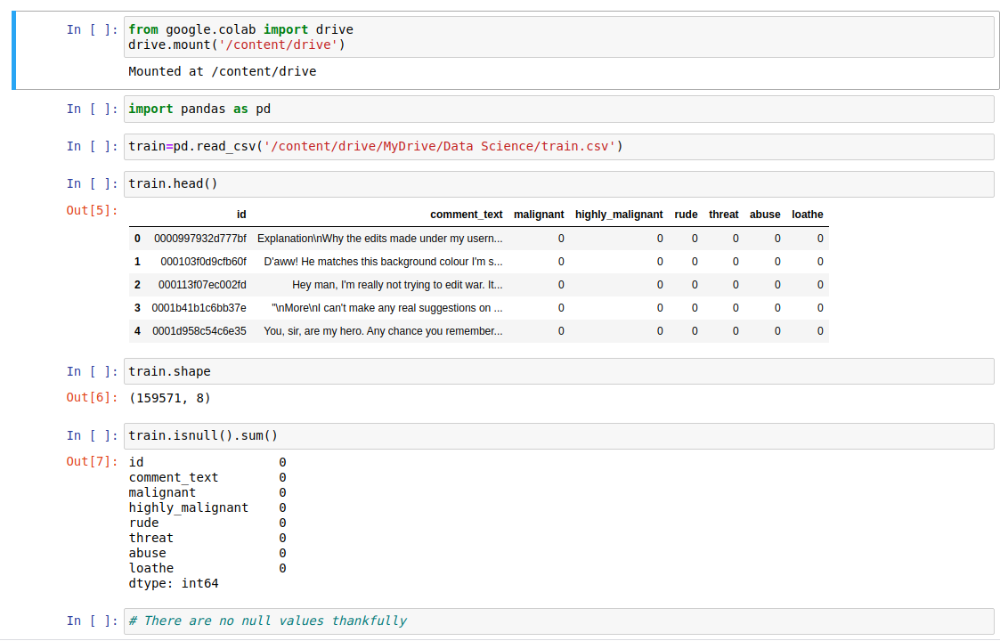 In [ ]: from google.colab import drive
drive.mount('/content/drive')
Mounted at /content/drive
In [ ]: import pandas as pd
In [ ]: train=pd.read_csv('/content/drive/MyDrive/Data Science/train.csv')
In [ ]: train.head()
Out[5]:
id comment_text malignant highly_malignant rude threat abuse loathe
0 0000997932d777bf Explanation\nWhy the edits made under my usern... 0 0 0 0 0 0
1 000103f0d9cfb60f D'aww! He matches this background colour I'm s... 0 0 0 0 0 0
2 000113f07ec002fd Hey man, I'm really not trying to edit war. It... 0 0 0 0 0 0
3 0001b41b1c6bb37e "\nMore\nI can't make any real suggestions on ... 0 0 0 0 0 0
4 0001d958c54c6e35 You, sir, are my hero. Any chance you remember... 0 0 0 0 0 0
In [ ]: train.shape
Out[6]: (159571, 8)
In [ ]: train.isnull().sum()
Out[7]: id 0
comment_text 0
malignant 0
highly_malignant 0
rude 0
threat 0
abuse 0
loathe 0
dtype: int64
In [ ]: # There are no null values thankfully